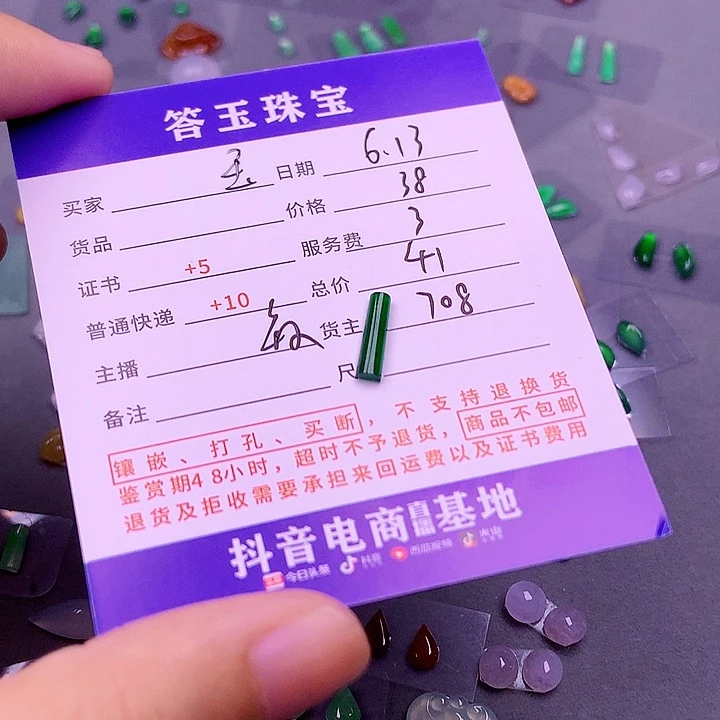 答玉珠宝
买家 日期 6.13
货品 价格 38
证书 +5 服务费 3
普通快递 +10 总价 41
主播 货主 708
备注 尺
镶嵌、打孔、买断，不支持退换货
鉴赏期48小时，超时不予退货，商品不包邮
退货及拒收需要承担来回运费以及证书费用
抖音电商直播基地
今日头条 抖音 西瓜视频 火山